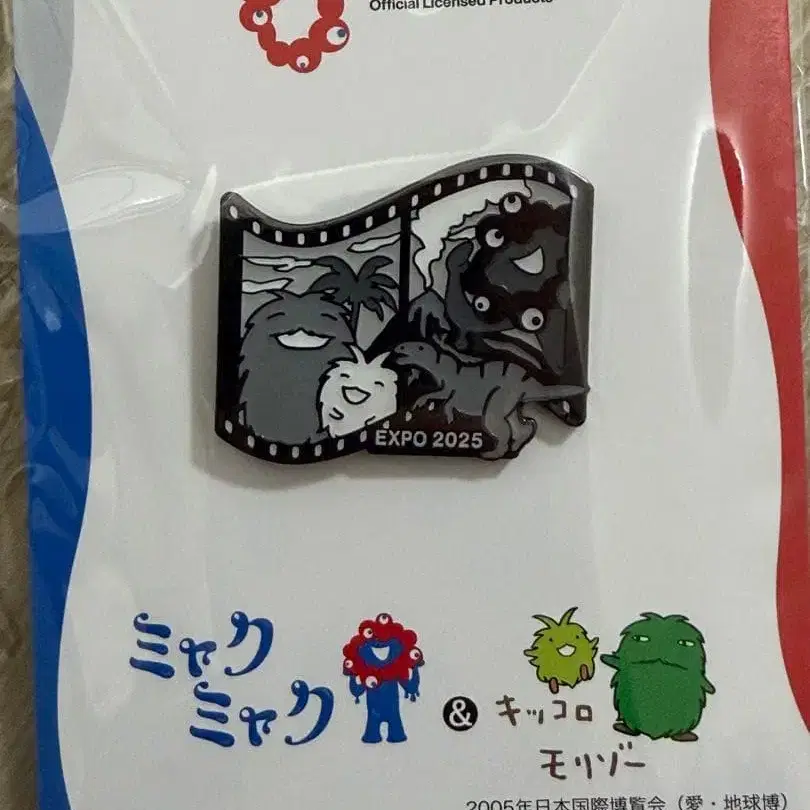 Official Licensed Products
EXPO 2025
ミャク
ミャク
&
キッコロ
モリゾー
2005年日本国際博覧会（愛・地球博）